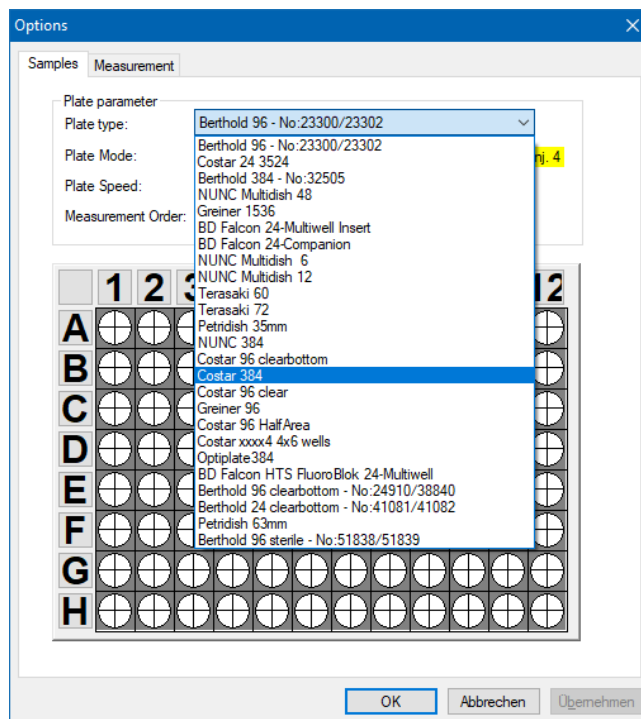 Options
Samples Measurement
Plate parameter
Plate type: Berthold 96 - No:23300/23302
Plate Mode:
Plate Speed:
Measurement Order:
nj. 4
Berthold 96 - No:23300/23302
Costar 24 3524
Berthold 384 - No:32505
NUNC Multidish 48
Greiner 1536
BD Falcon 24-Multiwell Insert
BD Falcon 24-Companion
NUNC Multidish  6
NUNC Multidish 12
Terasaki 60
Terasaki 72
Petridish 35mm
NUNC 384
Costar 96 clearbottom
Costar 384
Costar 96 clear
Greiner 96
Costar 96 HalfArea
Costar xxxx4 4x6 wells
Optiplate384
BD Falcon HTS FluoroBlok 24-Multiwell
Berthold 96 clearbottom - No:24910/38840
Berthold 24 clearbottom - No:41081/41082
Petridish 63mm
Berthold 96 sterile - No:51838/51839
1 2 3 12
A
B
C
D
E
F
G
H
OK Abbrechen Übernehmen